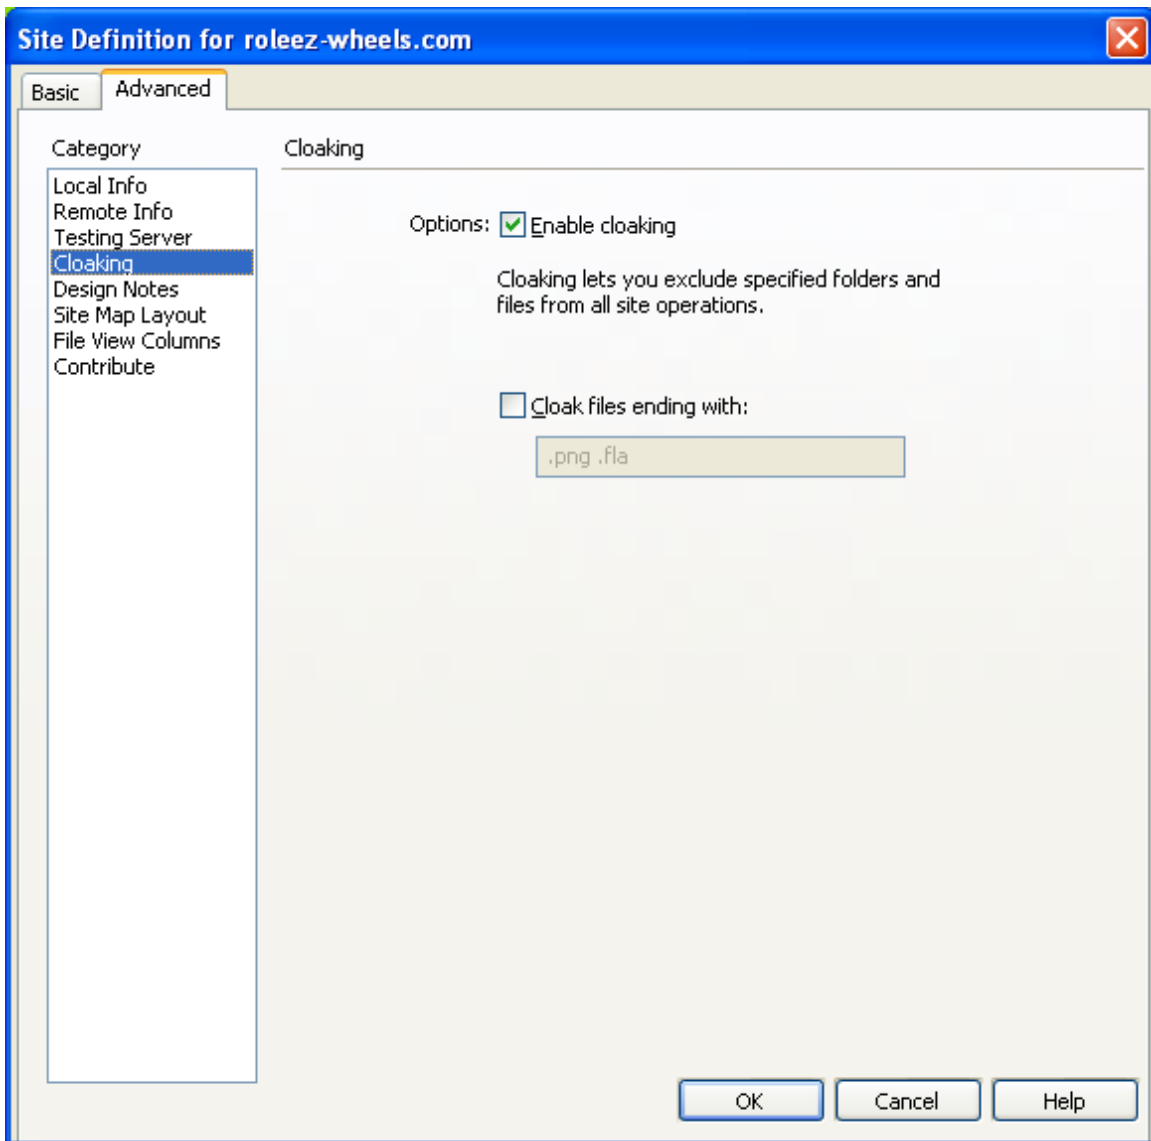 Site Definition for roleez-wheels.com
Basic
Advanced
Category
Local Info
Remote Info
Testing Server
Cloaking
Design Notes
Site Map Layout
File View Columns
Contribute
Cloaking
Options: Enable cloaking
Cloaking lets you exclude specified folders and
files from all site operations.
Cloak files ending with:
.png .fla
OK
Cancel
Help